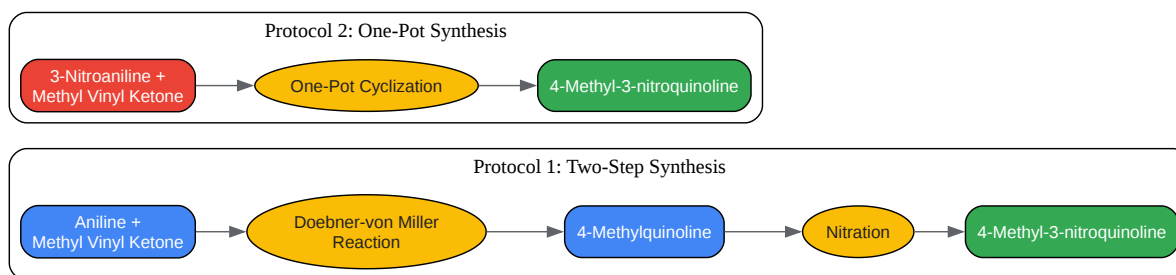 Protocol 2: One-Pot Synthesis
3-Nitroaniline +
Methyl Vinyl Ketone
One-Pot Cyclization
4-Methyl-3-nitroquinoline
Protocol 1: Two-Step Synthesis
Aniline +
Methyl Vinyl Ketone
Doebner-von Miller
Reaction
4-Methylquinoline
Nitration
4-Methyl-3-nitroquinoline